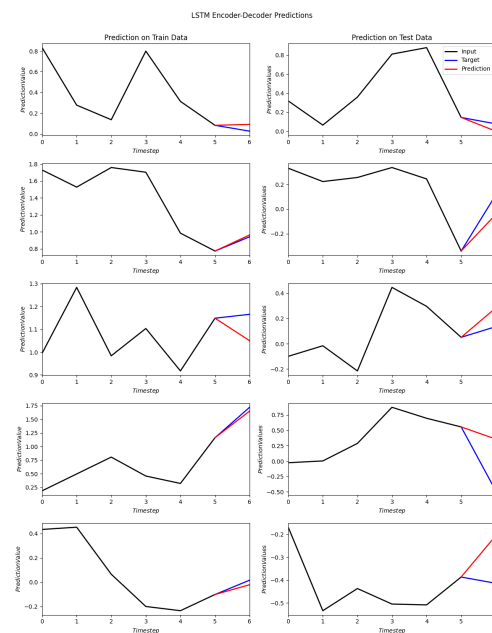 LSTM Encoder-Decoder Predictions
Prediction on Train Data
0.8
0.6
0.4
0.2
0.0
PredictionValue
0 1 2 3 4 5 6
Timestep
Prediction on Test Data
0.8
0.6
0.4
0.2
0.0
PredictionValues
0 1 2 3 4 5
Timestep
Input
Target
Prediction
1.8
1.6
1.4
1.2
1.0
0.8
PredictionValue
0 1 2 3 4 5 6
Timestep
0.2
0.0
−0.2
PredictionValues
0 1 2 3 4 5
Timestep
1.3
1.2
1.1
1.0
0.9
PredictionValue
0 1 2 3 4 5 6
Timestep
0.4
0.2
0.0
−0.2
PredictionValues
0 1 2 3 4 5
Timestep
1.75
1.50
1.25
1.00
0.75
0.50
0.25
PredictionValue
0 1 2 3 4 5 6
Timestep
0.75
0.50
0.25
0.00
−0.25
−0.50
PredictionValues
0 1 2 3 4 5
Timestep
0.4
0.2
0.0
−0.2
PredictionValue
0 1 2 3 4 5 6
Timestep
−0.2
−0.3
−0.4
−0.5
PredictionValues
0 1 2 3 4 5
Timestep